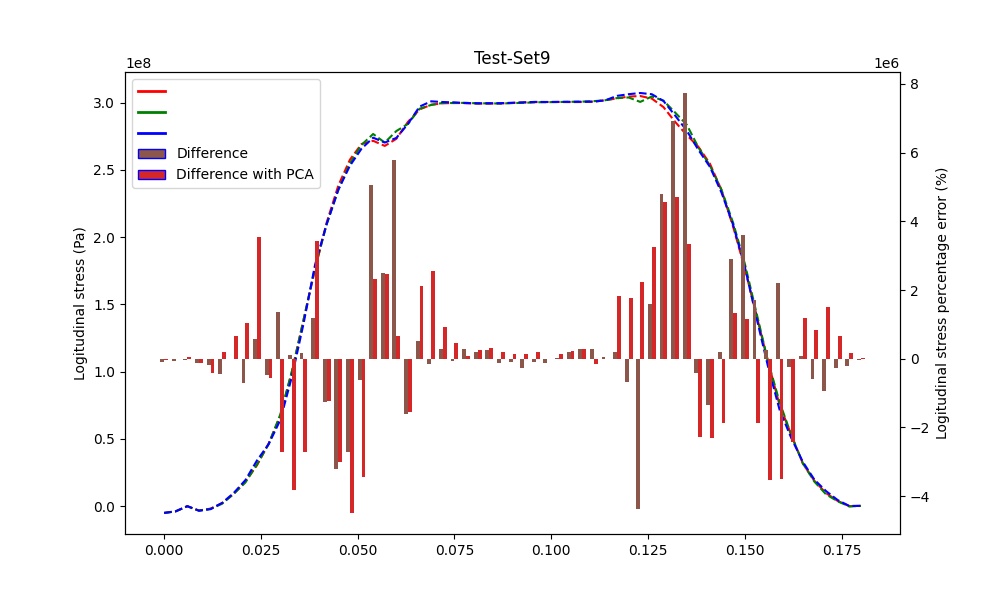 Test-Set9
1e8
1e6
3.0
2.5
2.0
1.5
1.0
0.5
0.0
Logitudinal stress (Pa)
Difference
Difference with PCA
8
6
4
2
0
−2
−4
Logitudinal stress percentage error (%)
0.000 0.025 0.050 0.075 0.100 0.125 0.150 0.175